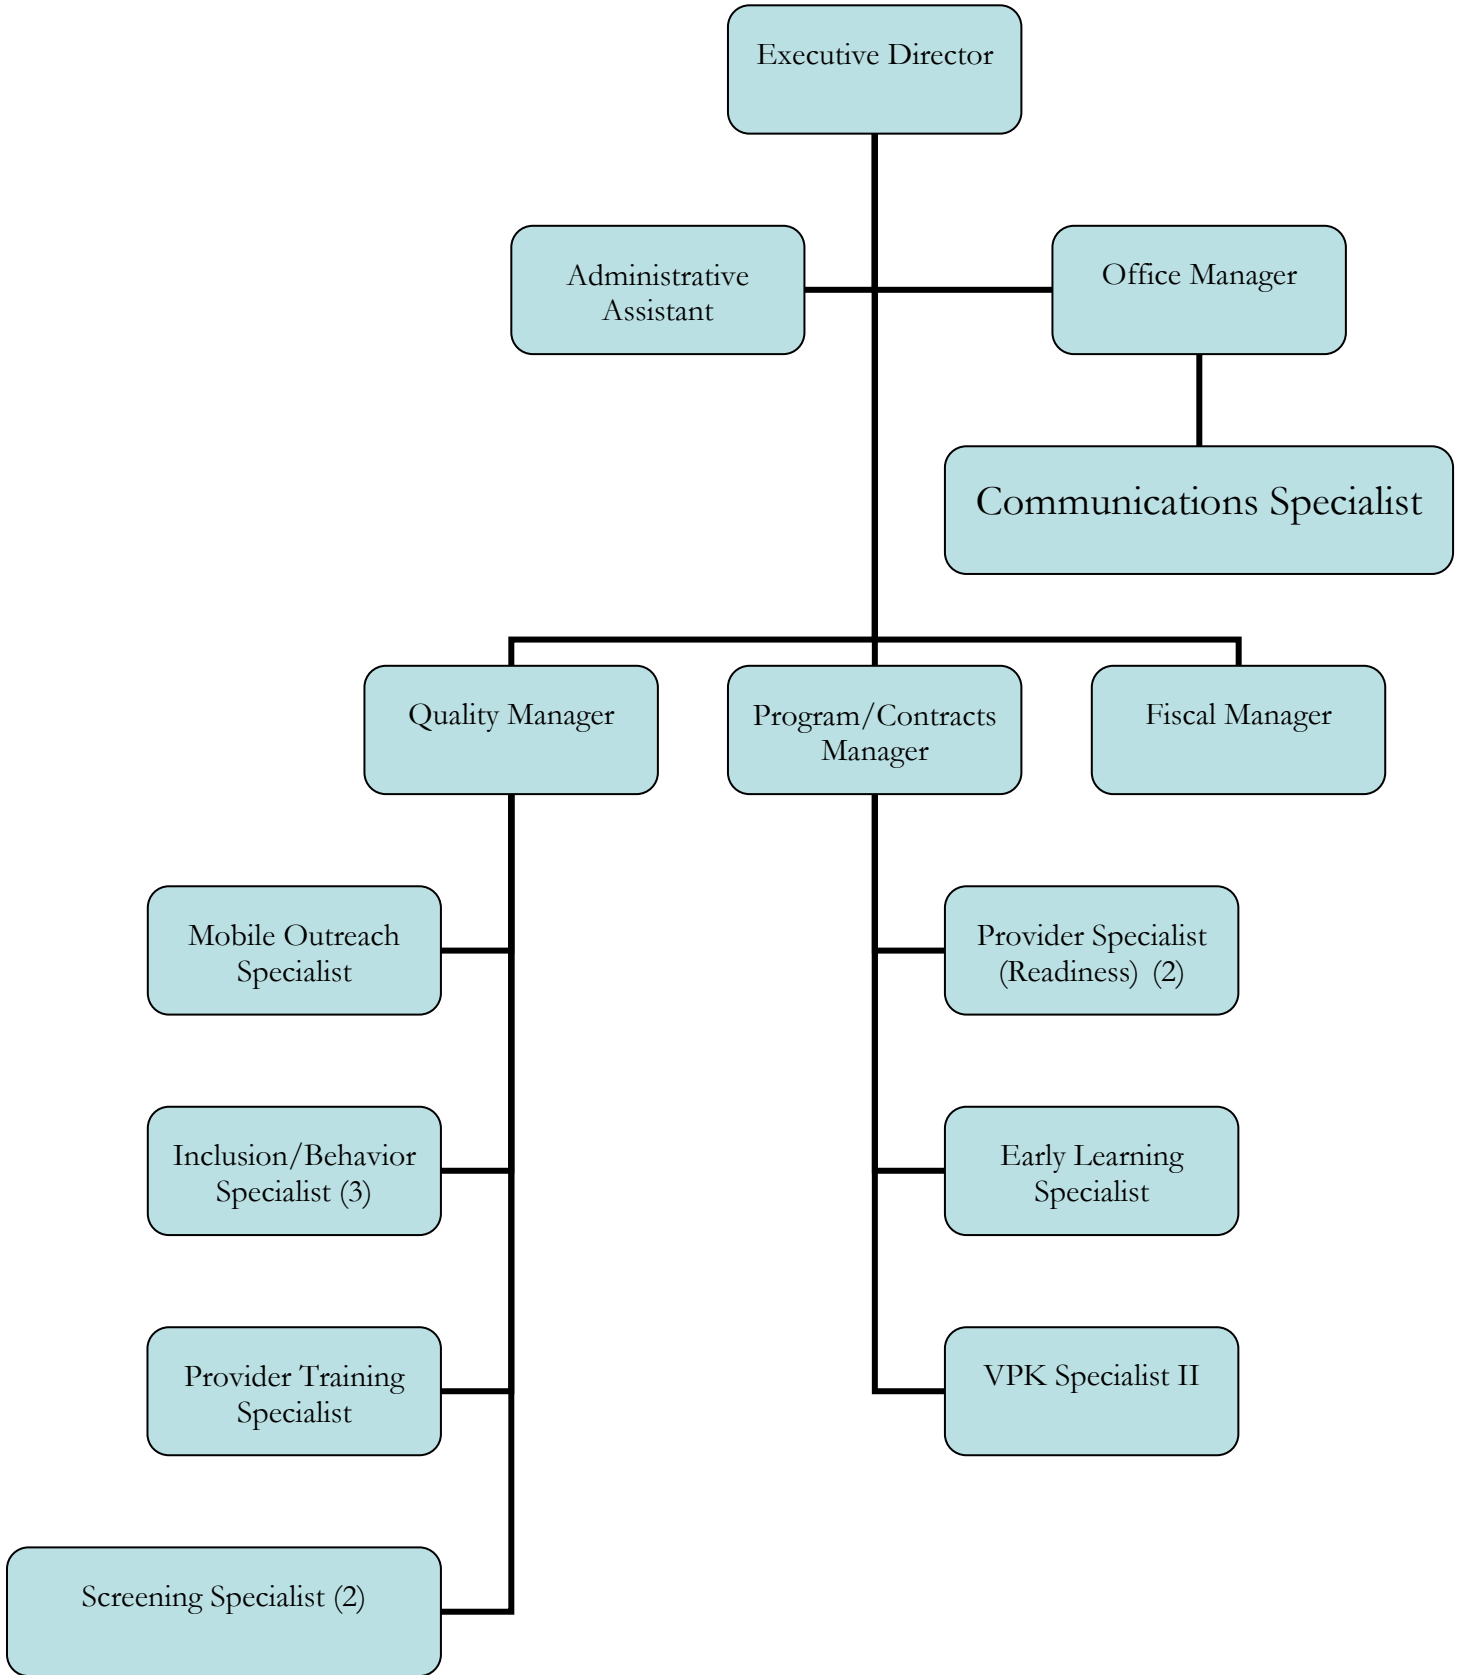 Executive Director
Administrative
Assistant
Office Manager
Communications Specialist
Quality Manager
Program/Contracts
Manager
Fiscal Manager
Mobile Outreach
Specialist
Provider Specialist
(Readiness) (2)
Inclusion/Behavior
Specialist (3)
Early Learning
Specialist
Provider Training
Specialist
VPK Specialist II
Screening Specialist (2)